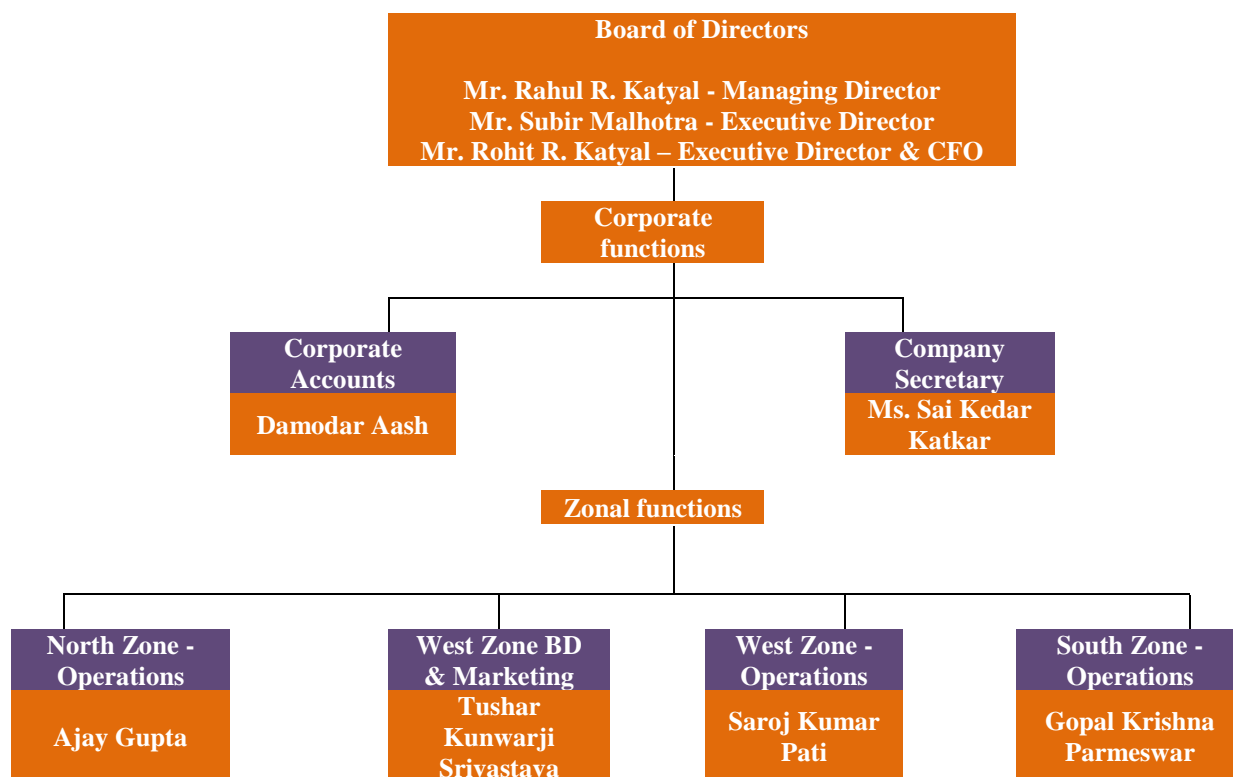 Board of Directors
Mr. Rahul R. Katyal - Managing Director
Mr. Subir Malhotra - Executive Director
Mr. Rohit R. Katyal – Executive Director & CFO
Corporate
functions
Corporate
Accounts
Damodar Aash
Company
Secretary
Ms. Sai Kedar
Katkar
Zonal functions
North Zone -
Operations
Ajay Gupta
West Zone BD
& Marketing
Tushar
Kunwarji
Srivastava
West Zone -
Operations
Saroj Kumar
Pati
South Zone -
Operations
Gopal Krishna
Parmeswar